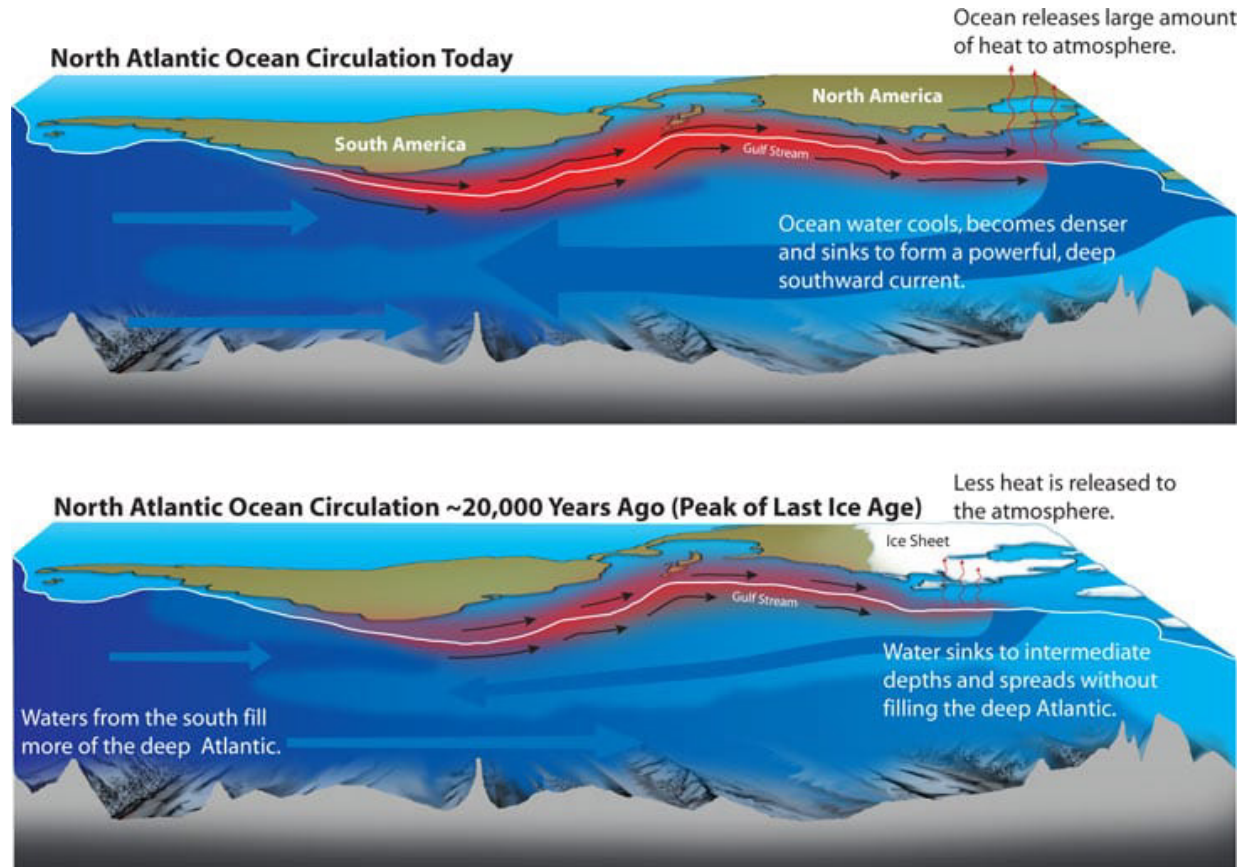 Ocean releases large amount
of heat to atmosphere.
North Atlantic Ocean Circulation Today
North America
South America
Gulf Stream
Ocean water cools, becomes denser
and sinks to form a powerful, deep
southward current.
Less heat is released to
the atmosphere.
North Atlantic Ocean Circulation ~20,000 Years Ago (Peak of Last Ice Age)
Ice Sheet
Gulf Stream
Water sinks to intermediate
depths and spreads without
filling the deep Atlantic.
Waters from the south fill
more of the deep Atlantic.